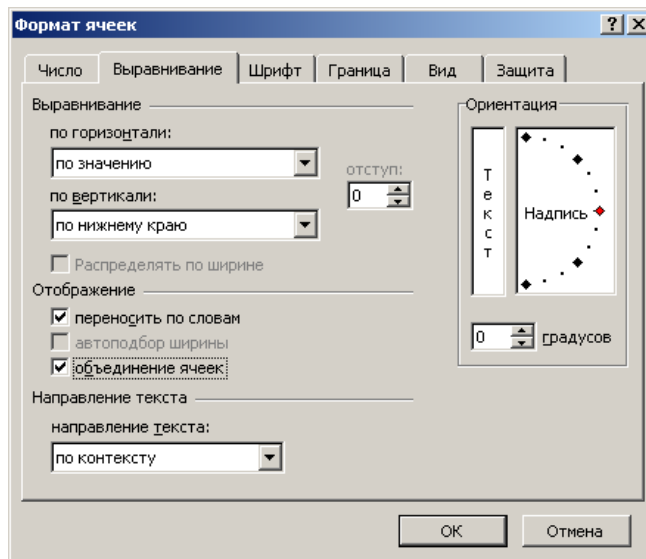 Формат ячеек
Число Выравнивание Шрифт Граница Вид Защита
Выравнивание
по горизонтали:
по значению
отступ:
0
по вертикали:
по нижнему краю
Распределять по ширине
Отображение
переносить по словам
автоподбор ширины
объединение ячеек
Направление текста
направление текста:
по контексту
Ориентация
Текст
Надпись
0 градусов
ОК Отмена